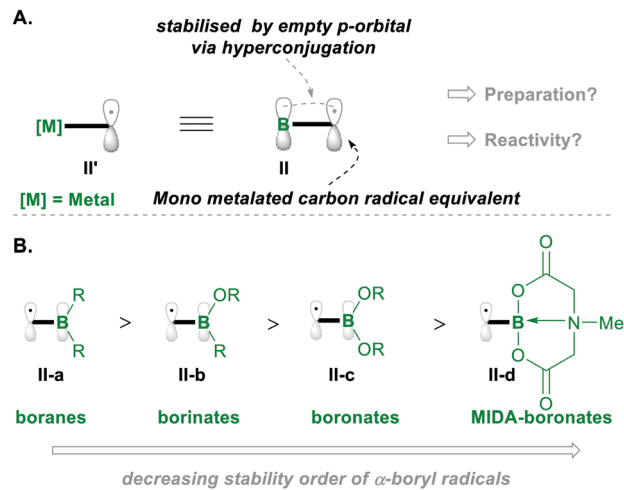 A.
stabilised by empty p-orbital
via hyperconjugation
[M]
B
II'
II
Preparation?
Reactivity?
[M] = Metal
Mono metalated carbon radical equivalent
B.
R
B
R
II-a
boranes
>
OR
B
R
II-b
borinates
>
OR
B
OR
II-c
boronates
>
O
O
B
N
Me
O
O
II-d
MIDA-boronates
decreasing stability order of α-boryl radicals